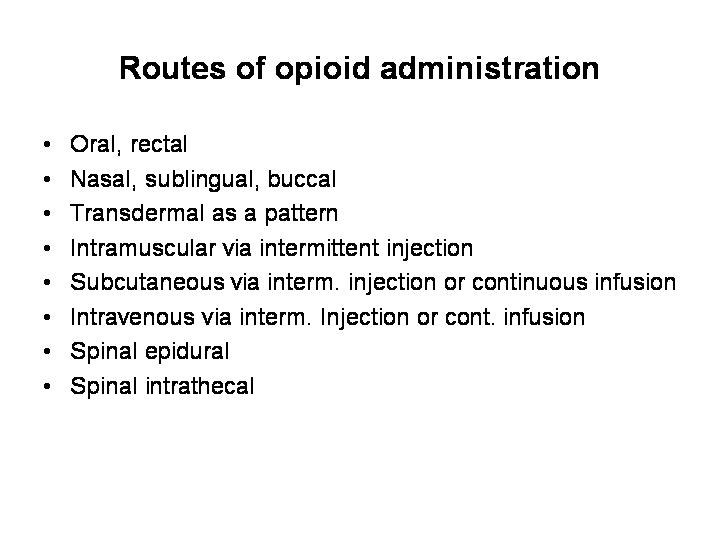 Routes of opioid administration
• Oral, rectal
• Nasal, sublingual, buccal
• Transdermal as a pattern
• Intramuscular via intermittent injection
• Subcutaneous via interm. injection or continuous infusion
• Intravenous via interm. Injection or cont. infusion
• Spinal epidural
• Spinal intrathecal